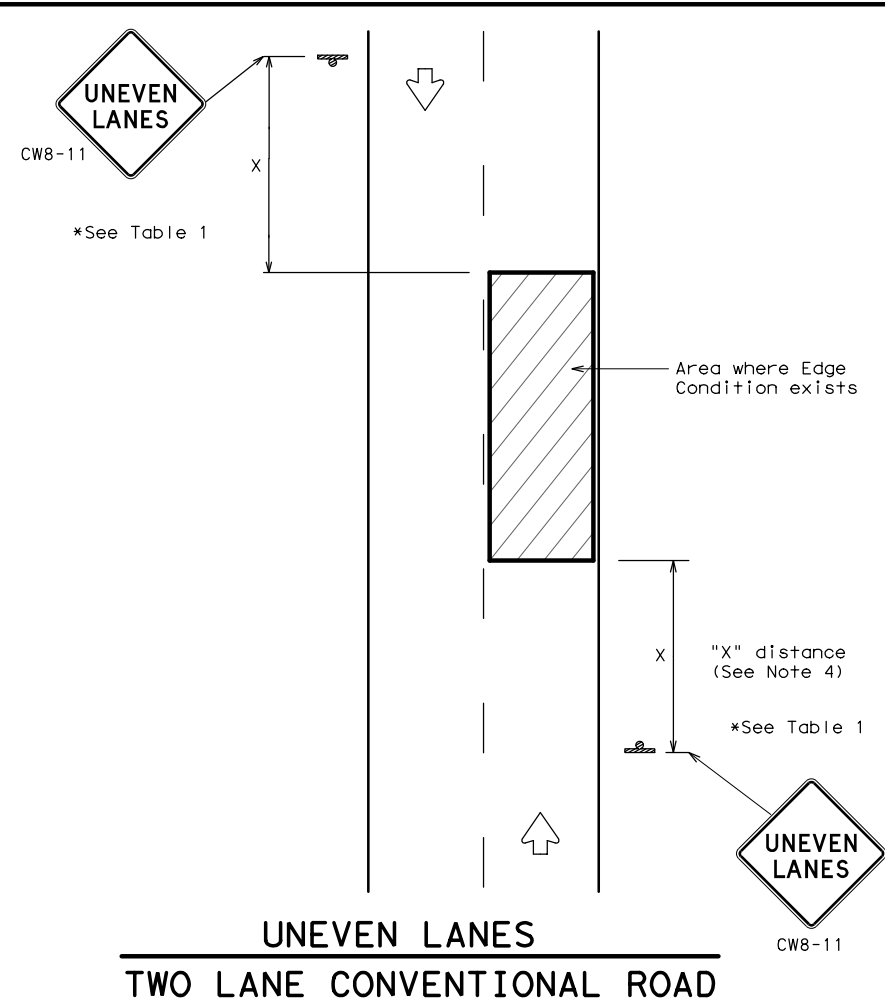 UNEVEN
LANES
CW8-11
X
*See Table 1
Area where Edge
Condition exists
X
"X" distance
(See Note 4)
*See Table 1
UNEVEN
LANES
CW8-11
UNEVEN LANES
TWO LANE CONVENTIONAL ROAD